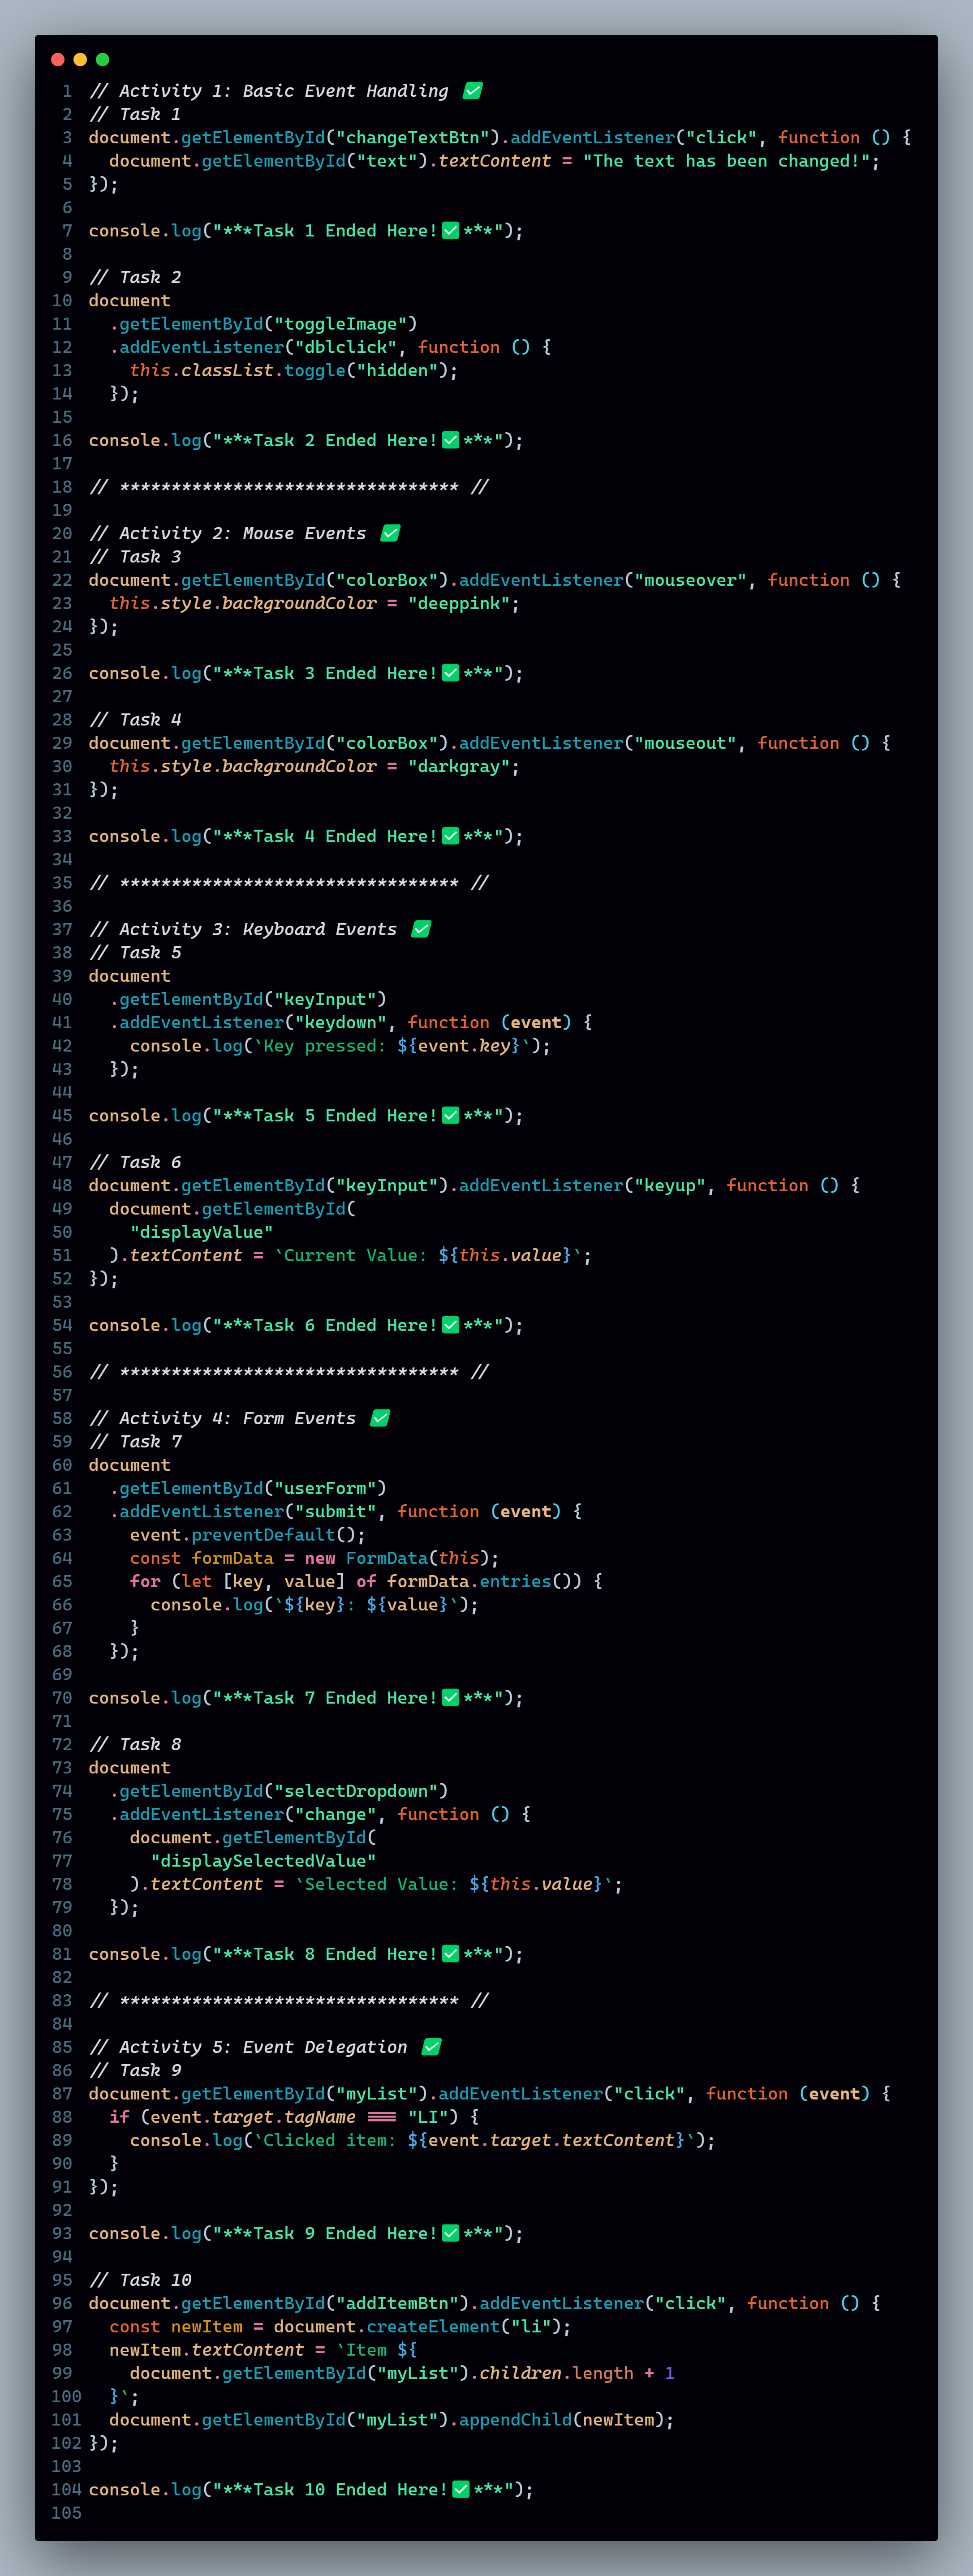 1 // Activity 1: Basic Event Handling ✅
2 // Task 1
3 document.getElementById("changeTextBtn").addEventListener("click", function () {
4   document.getElementById("text").textContent = "The text has been changed!";
5 });
6
7 console.log("***Task 1 Ended Here!✅***");
8
9 // Task 2
10 document
11   .getElementById("toggleImage")
12   .addEventListener("dblclick", function () {
13     this.classList.toggle("hidden");
14   });
15
16 console.log("***Task 2 Ended Here!✅***");
17
18 // ********************************* //
19
20 // Activity 2: Mouse Events ✅
21 // Task 3
22 document.getElementById("colorBox").addEventListener("mouseover", function () {
23   this.style.backgroundColor = "deeppink";
24 });
25
26 console.log("***Task 3 Ended Here!✅***");
27
28 // Task 4
29 document.getElementById("colorBox").addEventListener("mouseout", function () {
30   this.style.backgroundColor = "darkgray";
31 });
32
33 console.log("***Task 4 Ended Here!✅***");
34
35 // ********************************* //
36
37 // Activity 3: Keyboard Events ✅
38 // Task 5
39 document
40   .getElementById("keyInput")
41   .addEventListener("keydown", function (event) {
42     console.log(`Key pressed: ${event.key}`);
43   });
44
45 console.log("***Task 5 Ended Here!✅***");
46
47 // Task 6
48 document.getElementById("keyInput").addEventListener("keyup", function () {
49   document.getElementById(
50     "displayValue"
51   ).textContent = `Current Value: ${this.value}`;
52 });
53
54 console.log("***Task 6 Ended Here!✅***");
55
56 // ********************************* //
57
58 // Activity 4: Form Events ✅
59 // Task 7
60 document
61   .getElementById("userForm")
62   .addEventListener("submit", function (event) {
63     event.preventDefault();
64     const formData = new FormData(this);
65     for (let [key, value] of formData.entries()) {
66       console.log(`${key}: ${value}`);
67     }
68   });
69
70 console.log("***Task 7 Ended Here!✅***");
71
72 // Task 8
73 document
74   .getElementById("selectDropdown")
75   .addEventListener("change", function () {
76     document.getElementById(
77       "displaySelectedValue"
78     ).textContent = `Selected Value: ${this.value}`;
79   });
80
81 console.log("***Task 8 Ended Here!✅***");
82
83 // ********************************* //
84
85 // Activity 5: Event Delegation ✅
86 // Task 9
87 document.getElementById("myList").addEventListener("click", function (event) {
88   if (event.target.tagName === "LI") {
89     console.log(`Clicked item: ${event.target.textContent}`);
90   }
91 });
92
93 console.log("***Task 9 Ended Here!✅***");
94
95 // Task 10
96 document.getElementById("addItemBtn").addEventListener("click", function () {
97   const newItem = document.createElement("li");
98   newItem.textContent = `Item ${
99     document.getElementById("myList").children.length + 1
100   }`;
101   document.getElementById("myList").appendChild(newItem);
102 });
103
104 console.log("***Task 10 Ended Here!✅***");
105